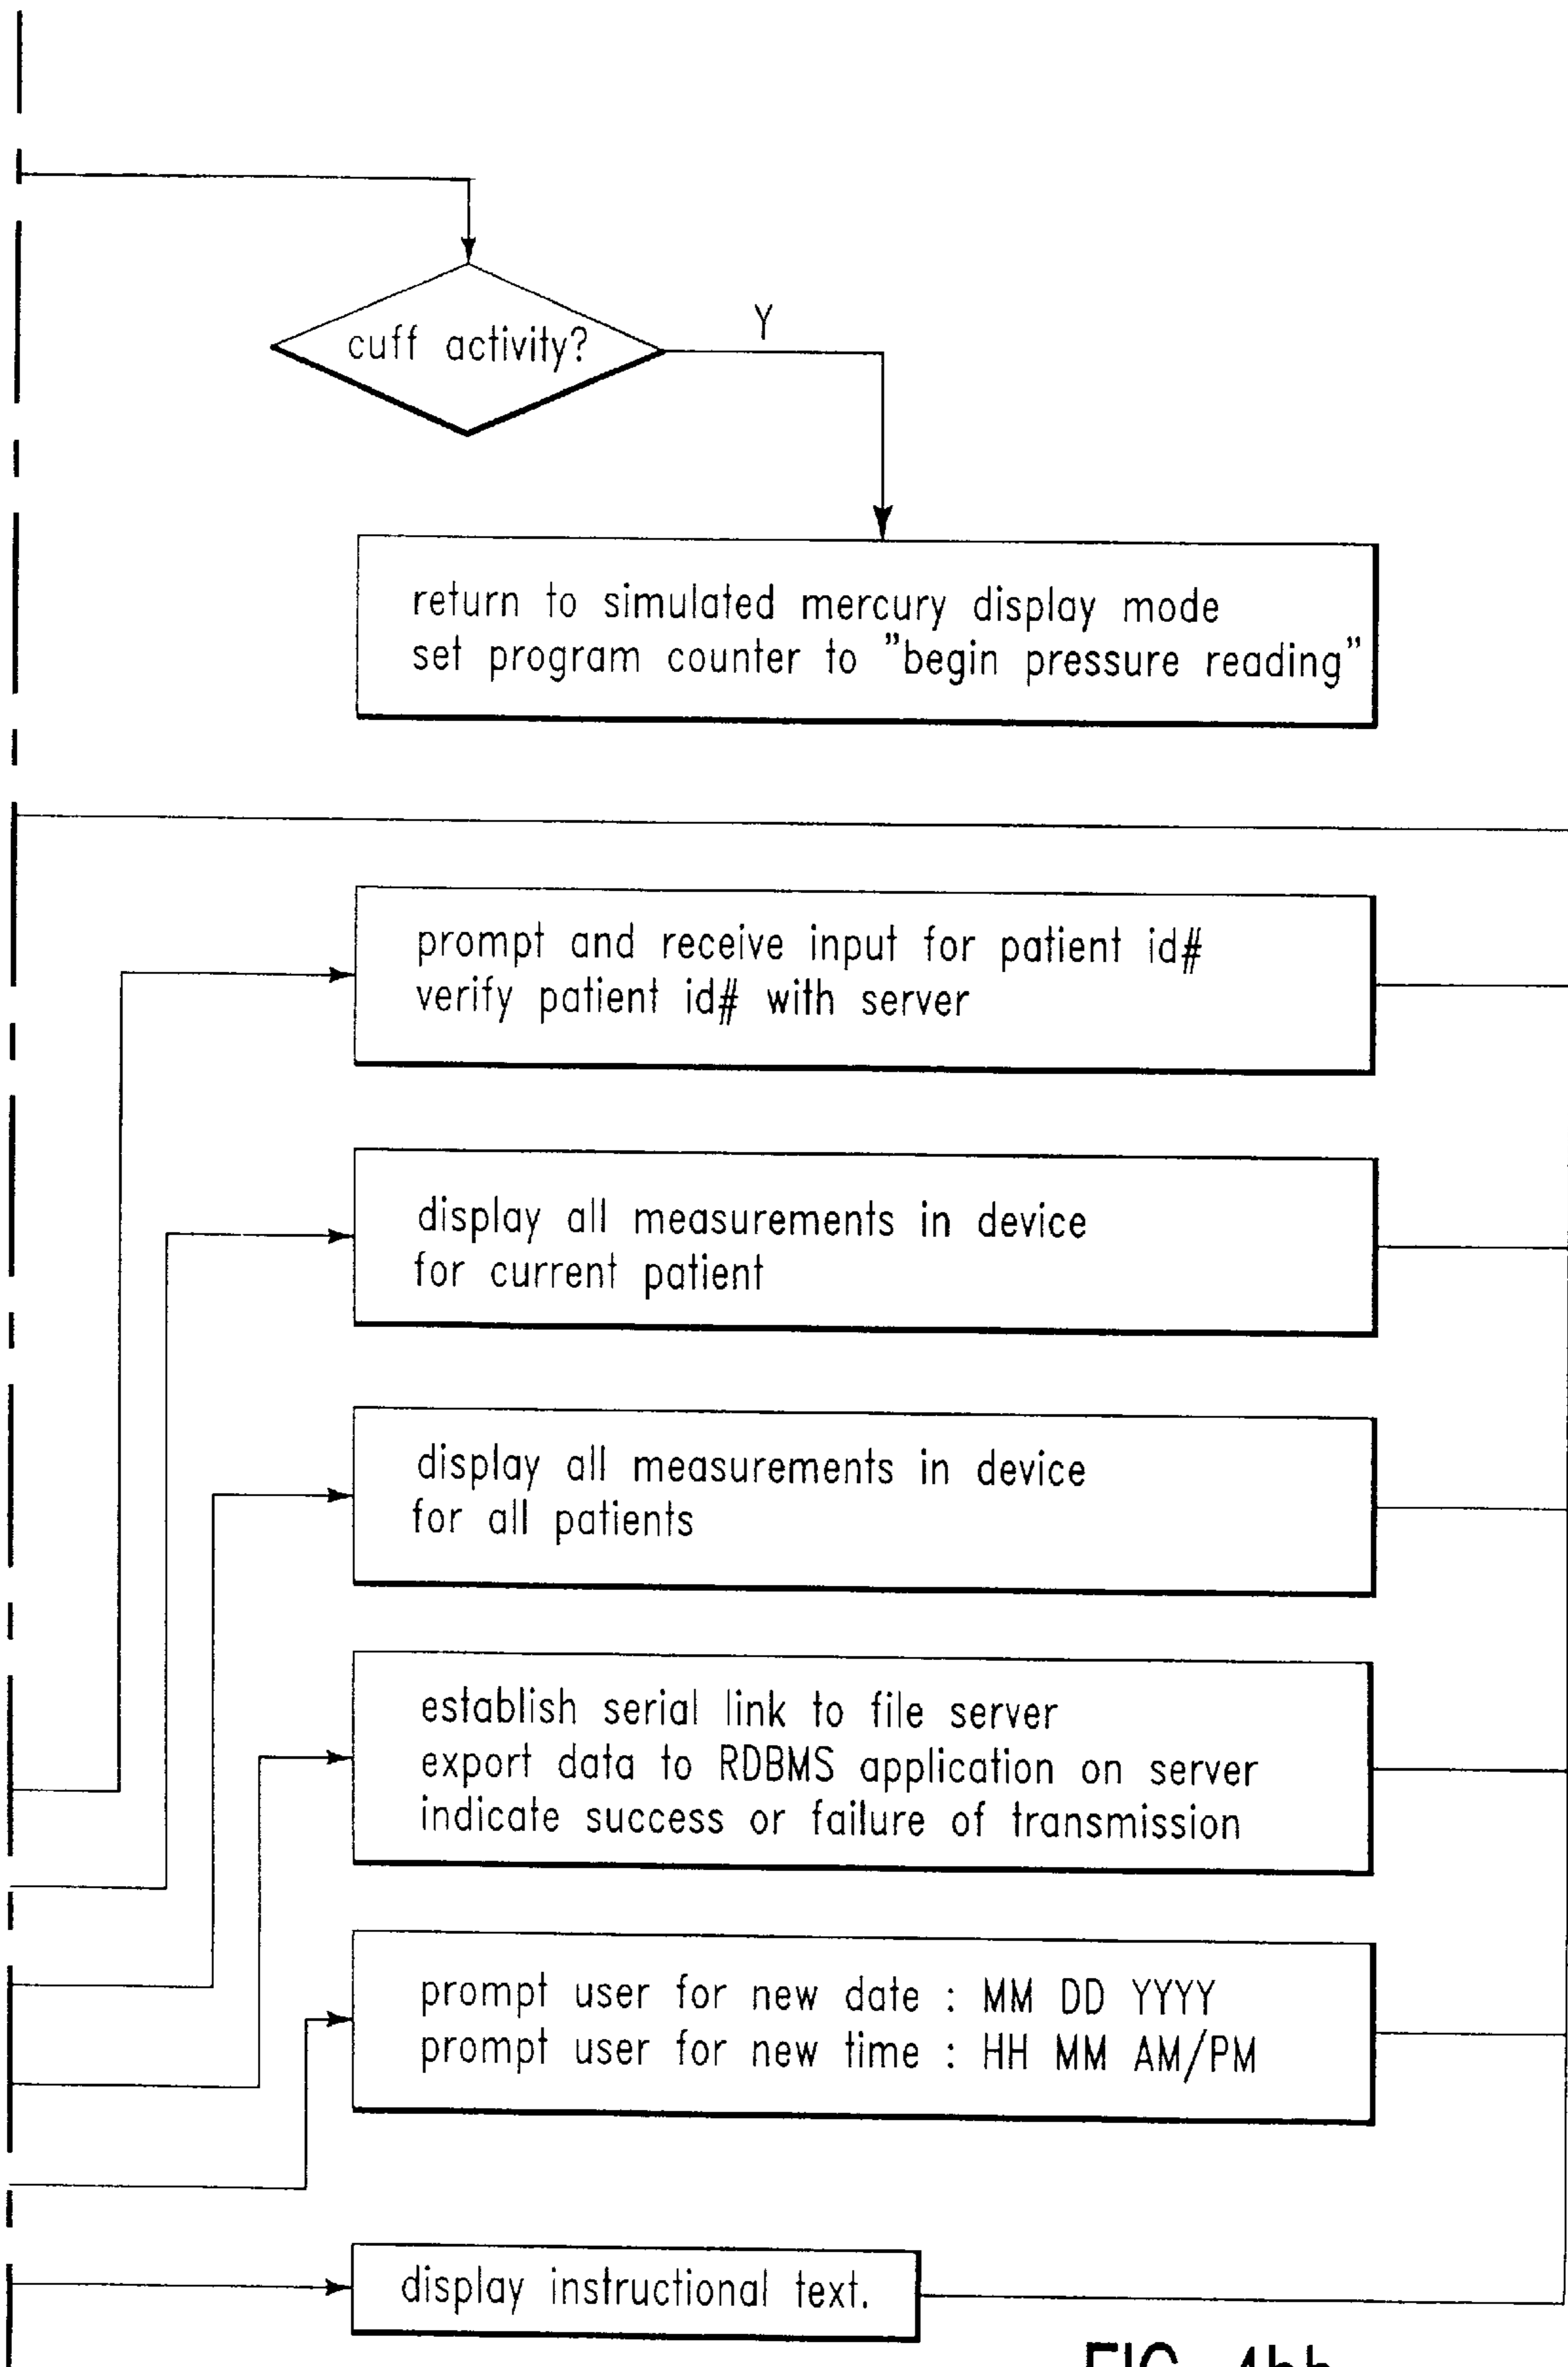 cuff activity?
Y
return to simulated mercury display mode
set program counter to "begin pressure reading"
prompt and receive input for patient id#
verify patient id# with server
display all measurements in device
for current patient
display all measurements in device
for all patients
establish serial link to file server
export data to RDBMS application on server
indicate success or failure of transmission
prompt user for new date : MM DD YYYY
prompt user for new time : HH MM AM/PM
display instructional text.
FIG. 4bb